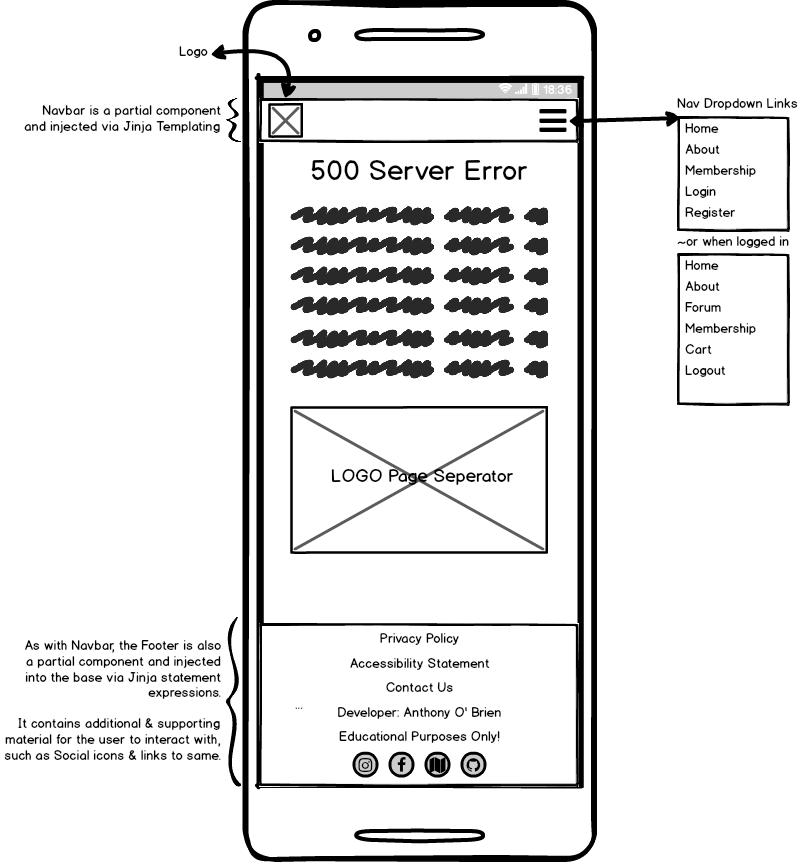 Logo
18:36
Navbar is a partial component
and injected via Jinja Templating
500 Server Error
LOGO Page Seperator
Nav Dropdown Links
Home
About
Membership
Login
Register
~or when logged in
Home
About
Forum
Membership
Cart
Logout
As with Navbar, the Footer is also
a partial component and injected
into the base via Jinja statement
expressions.
It contains additional & supporting
material for the user to interact with,
such as Social icons & links to same.
Privacy Policy
Accessibility Statement
Contact Us
...
Developer: Anthony O' Brien
Educational Purposes Only!